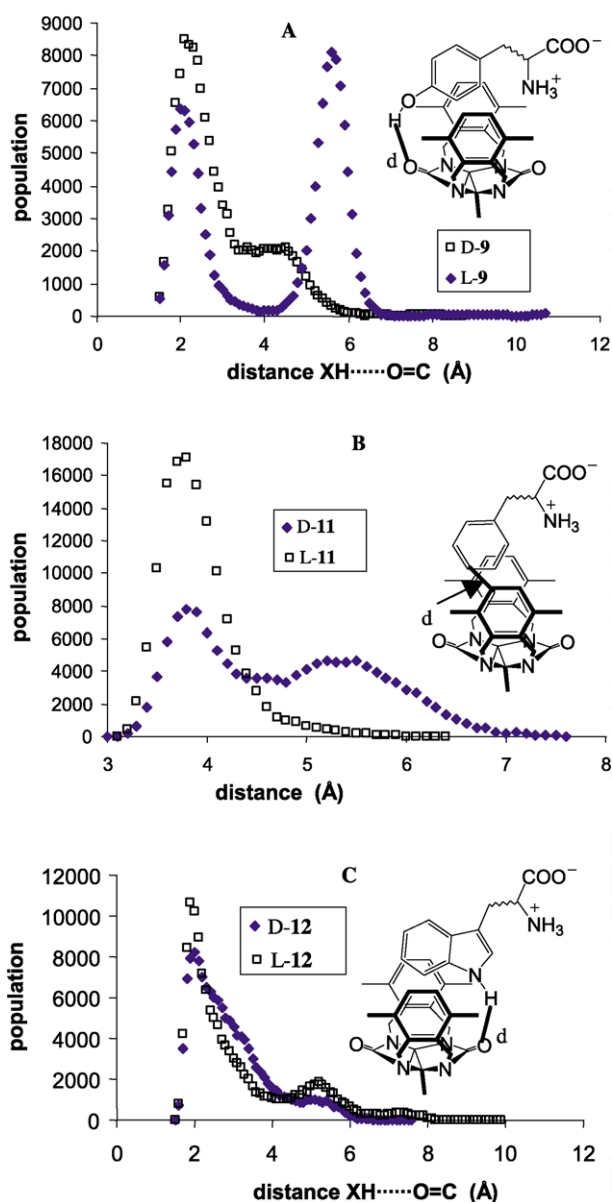 A
9000
8000
7000
6000
5000
4000
3000
2000
1000
0
population
0 2 4 6 8 10 12
distance XH······O=C (Å)
COO⁻
NH₃⁺
O
H
d
O N N N N O
D-9
L-9
B
18000
16000
14000
12000
10000
8000
6000
4000
2000
0
population
3 4 5 6 7 8
distance (Å)
D-11
L-11
COO⁻
NH₃⁺
d
O N N N N O
C
12000
10000
8000
6000
4000
2000
0
population
0 2 4 6 8 10 12
distance XH······O=C (Å)
D-12
L-12
COO⁻
NH₃⁺
N
H
d
O N N N N O